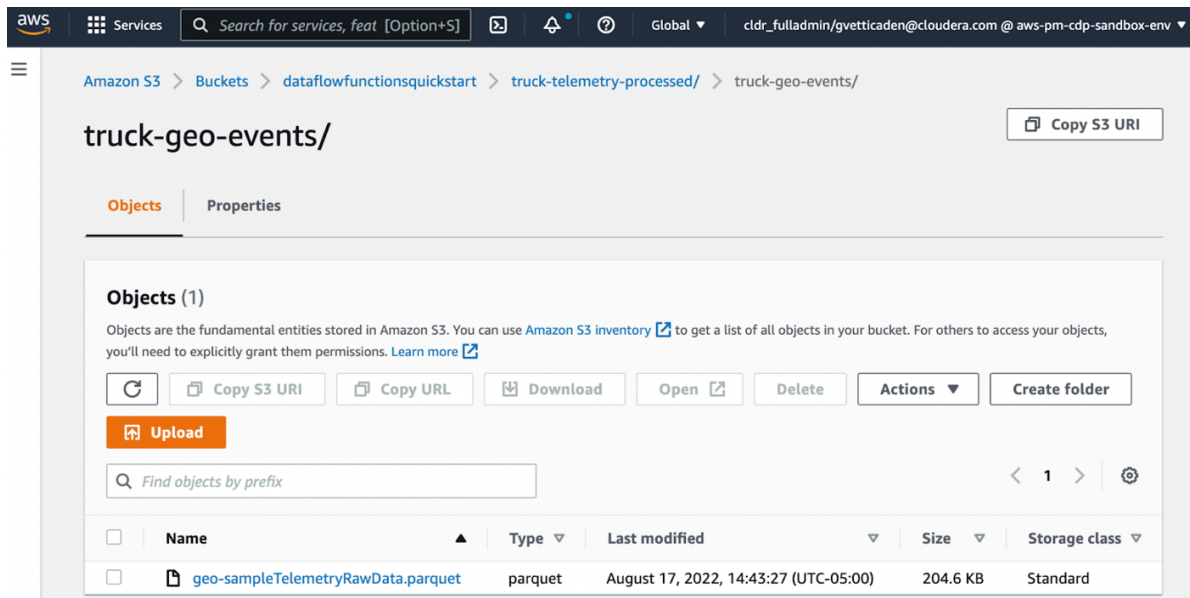 aws
Services
Search for services, feat [Option+S]
Global ▼
cldr_fulladmin/gvetticaden@cloudera.com @ aws-pm-cdp-sandbox-env ▼
Amazon S3 > Buckets > dataflowfunctionsquickstart > truck-telemetry-processed/ > truck-geo-events/
truck-geo-events/
Copy S3 URI
Objects
Properties
Objects (1)
Objects are the fundamental entities stored in Amazon S3. You can use Amazon S3 inventory to get a list of all objects in your bucket. For others to access your objects,
you'll need to explicitly grant them permissions. Learn more
Copy S3 URI
Copy URL
Download
Open
Delete
Actions ▼
Create folder
Upload
Find objects by prefix
1
Name Type Last modified Size Storage class
geo-sampleTelemetryRawData.parquet parquet August 17, 2022, 14:43:27 (UTC-05:00) 204.6 KB Standard